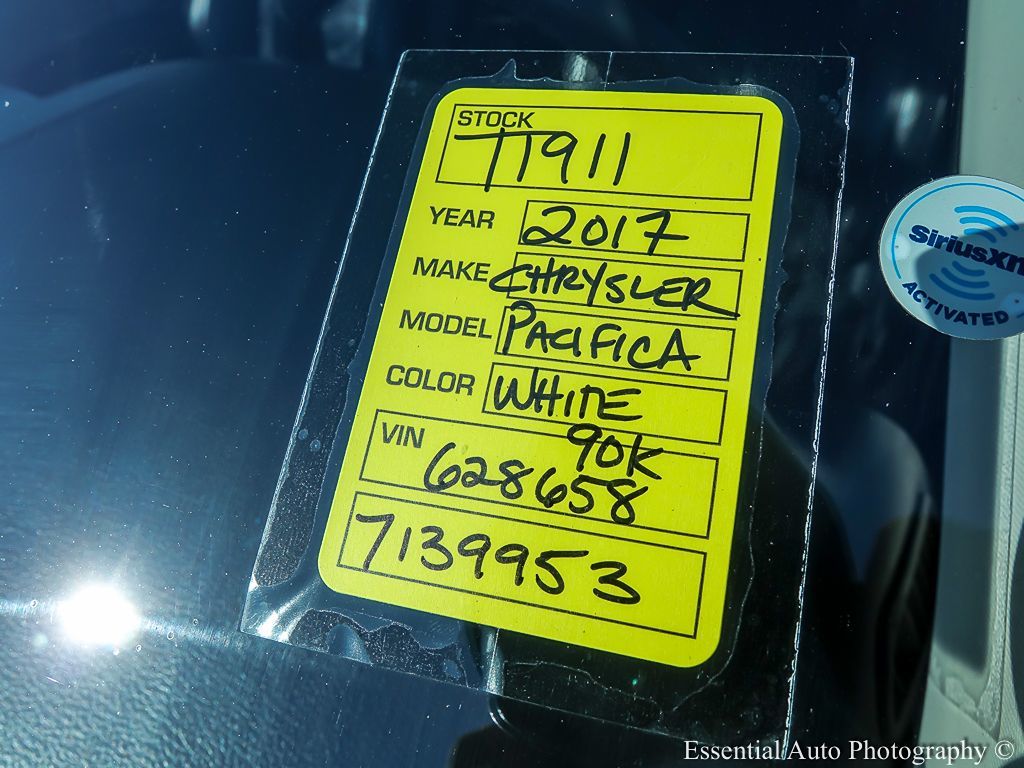 STOCK
TT911
YEAR 2017
MAKE CHRYSLER
MODEL PACIFICA
COLOR WHITE
90K
VIN 628658
7139953
SiriusXM
ACTIVATED
Essential Auto Photography ©